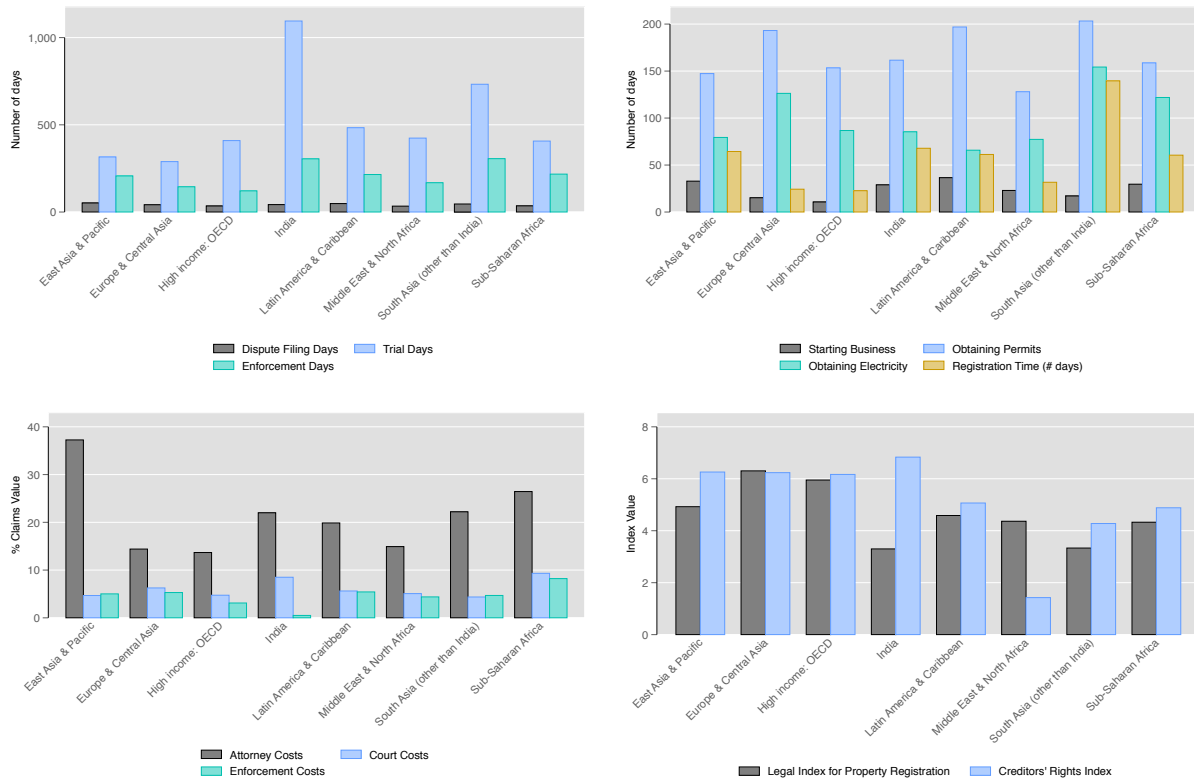 Number of days
1,000
500
0
East Asia & Pacific
Europe & Central Asia
High Income: OECD
India
Latin America & Caribbean
Middle East & North Africa
South Asia (other than India)
Sub-Saharan Africa
Dispute Filing Days
Trial Days
Enforcement Days
Number of days
200
150
100
50
0
East Asia & Pacific
Europe & Central Asia
High Income: OECD
India
Latin America & Caribbean
Middle East & North Africa
South Asia (other than India)
Sub-Saharan Africa
Starting Business
Obtaining Permits
Obtaining Electricity
Registration Time (# days)
% Claims Value
40
30
20
10
0
East Asia & Pacific
Europe & Central Asia
High income: OECD
India
Latin America & Caribbean
Middle East & North Africa
South Asia (other than India)
Sub-Saharan Africa
Attorney Costs
Court Costs
Enforcement Costs
Index Value
8
6
4
2
0
East Asia & Pacific
Europe & Central Asia
High income: OECD
India
Latin America & Caribbean
Middle East & North Africa
South Asia (other than India)
Sub-Saharan Africa
Legal Index for Property Registration
Creditors' Rights Index